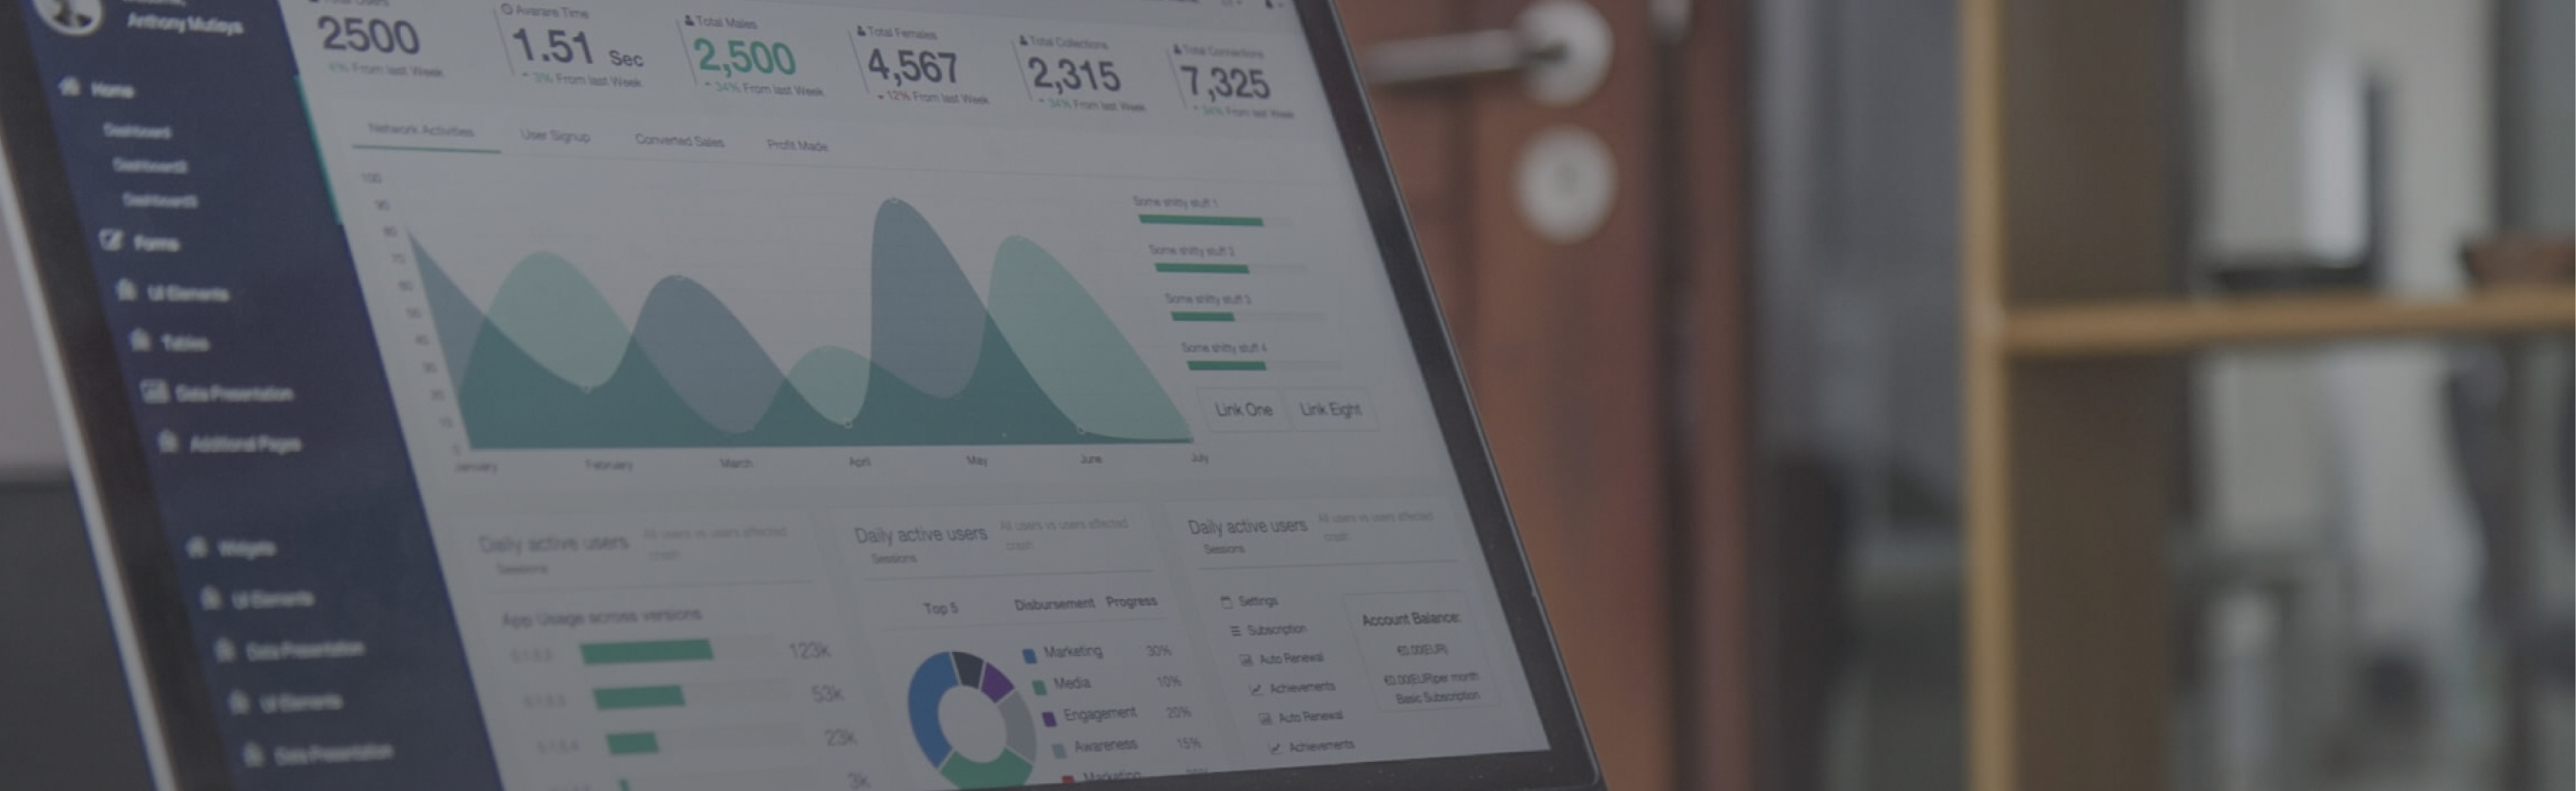 Anthony Mutisya
Home
Dashboard
Dashboard2
Dashboard3
Forms
UI Elements
Tables
Data Presentation
Additional Pages
Widgets
UI Elements
Data Presentation
UI Elements
Data Presentation
2500
4% From last Week
Avarare Time
1.51 Sec
3% From last Week
Total Males
2,500
34% From last Week
Total Females
4,567
12% From last Week
Total Collections
2,315
34% From last Week
Total Connections
7,325
34% From last Week
Network Activities User Signup Converted Sales Profit Made
100
90
80
70
60
50
40
30
20
10
0
January February March April May June July
Some shitty stuff 1
Some shitty stuff 2
Some shitty stuff 3
Some shitty stuff 4
Link One Link Eight
Daily active users All users vs users affected
crash
Sessions
App Usage across versions
123k
53k
23k
3k
Daily active users All users vs users affected
crash
Sessions
Top 5 Disbursement Progress
Marketing 30%
Media 10%
Engagement 20%
Awareness 15%
Marketing
Daily active users All users vs users affected
crash
Sessions
Settings
Subscription
Auto Renewal
Achievements
Auto Renewal
Achievements
Account Balance:
€0.00(EUR)
€0.00(EUR)per month
Basic Subscription